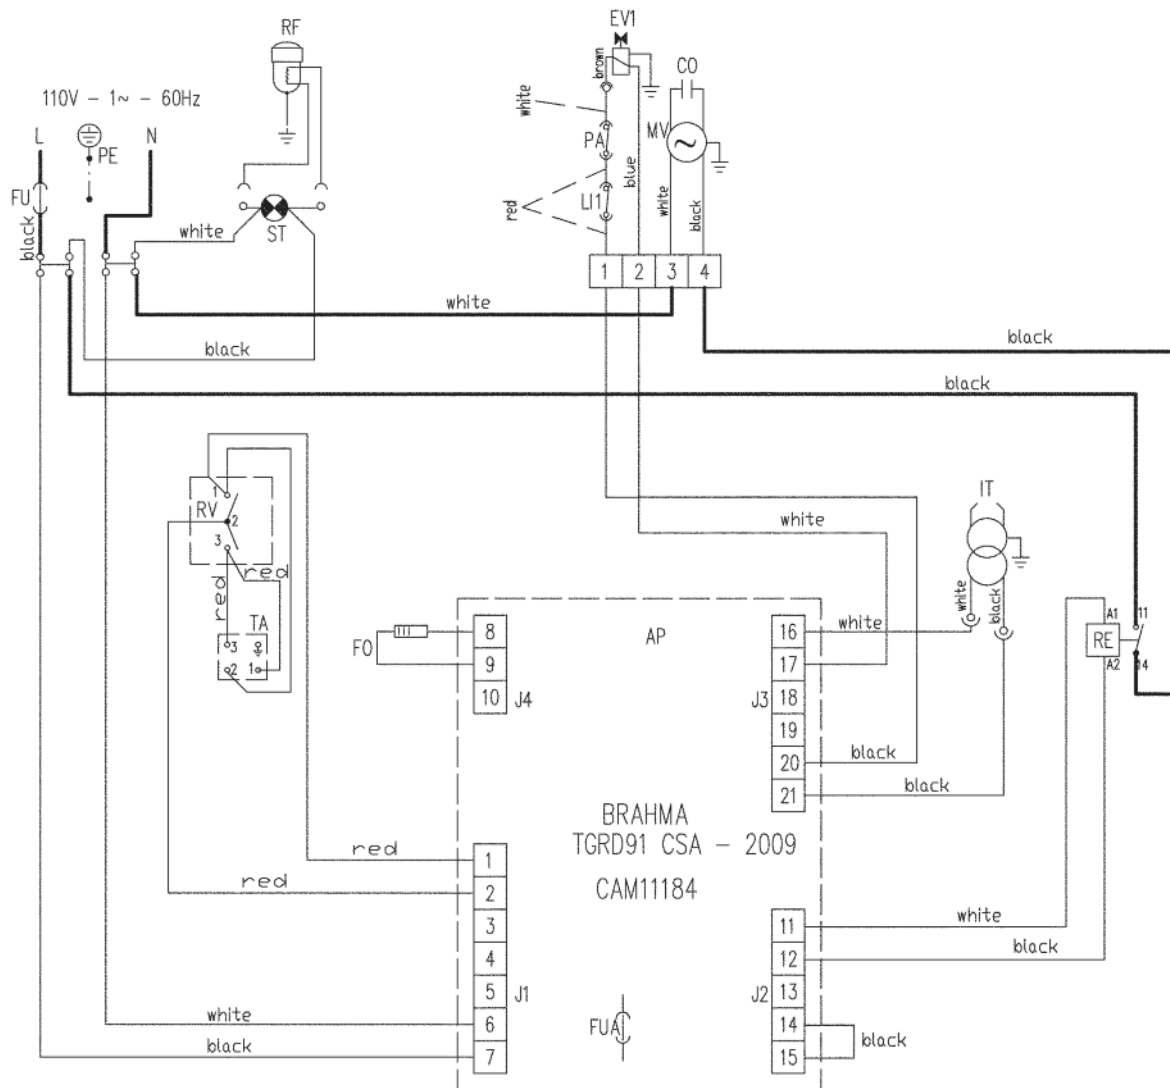 RF
110V - 1~ - 60Hz
L
PE
N
FU
black
white
ST
EV1
brown
white
CO
PA
MV
blue
LI1
red
white
black
1 2 3 4
white
black
black
black
1
RV
2
3
red
red
TA
3
2 1
white
IT
white
black
A1 11
RE
A2 14
FO
8
9
10
J4
AP
16
17
18
19
20
21
J3
white
black
black
BRAHMA
TGRD91 CSA - 2009
CAM11184
red
red
1
2
3
4
5
6
7
J1
white
black
FUA
11
12
13
14
15
J2
white
black
black